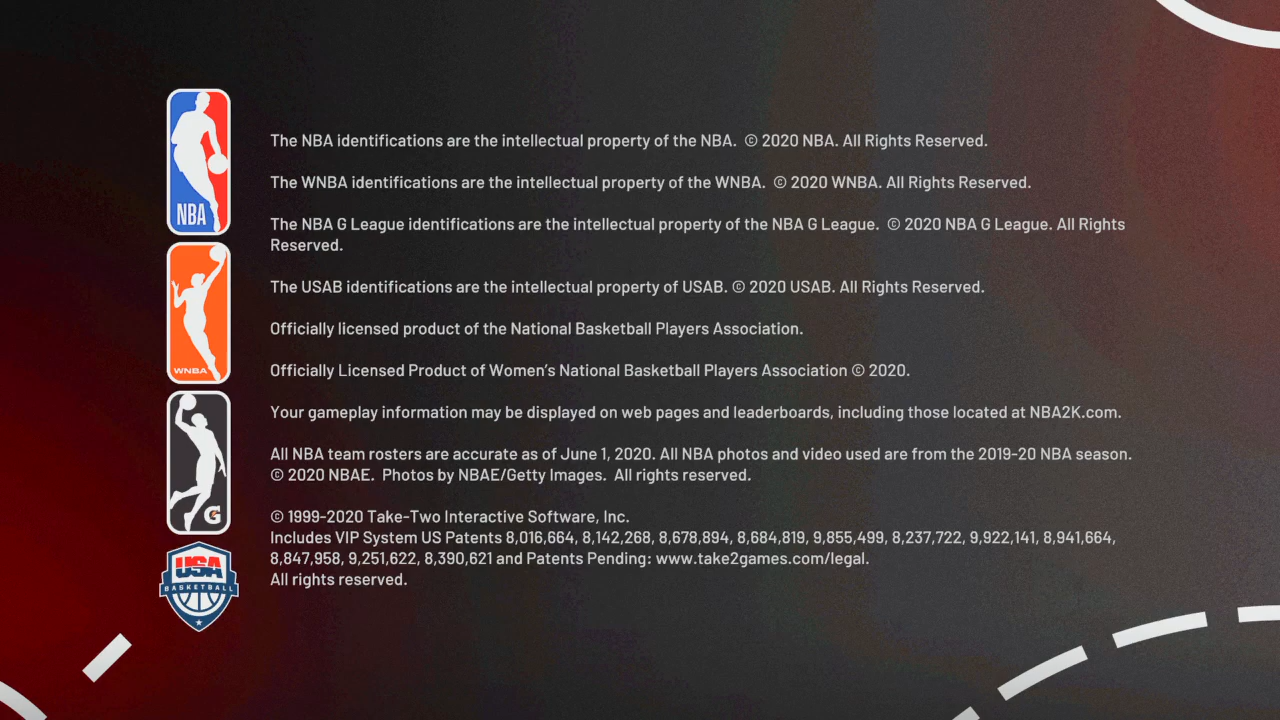 NBA
The NBA identifications are the intellectual property of the NBA.  © 2020 NBA. All Rights Reserved.
The WNBA identifications are the intellectual property of the WNBA.  © 2020 WNBA. All Rights Reserved.
The NBA G League identifications are the intellectual property of the NBA G League.  © 2020 NBA G League. All Rights
Reserved.
The USAB identifications are the intellectual property of USAB. © 2020 USAB. All Rights Reserved.
Officially licensed product of the National Basketball Players Association.
WNBA
Officially Licensed Product of Women’s National Basketball Players Association © 2020.
Your gameplay information may be displayed on web pages and leaderboards, including those located at NBA2K.com.
All NBA team rosters are accurate as of June 1, 2020. All NBA photos and video used are from the 2019-20 NBA season.
© 2020 NBAE.  Photos by NBAE/Getty Images.  All rights reserved.
G
© 1999-2020 Take-Two Interactive Software, Inc.
Includes VIP System US Patents 8,016,664, 8,142,268, 8,678,894, 8,684,819, 9,855,499, 8,237,722, 9,922,141, 8,941,664,
8,847,958, 9,251,622, 8,390,621 and Patents Pending: www.take2games.com/legal.
All rights reserved.
USA
BASKETBALL